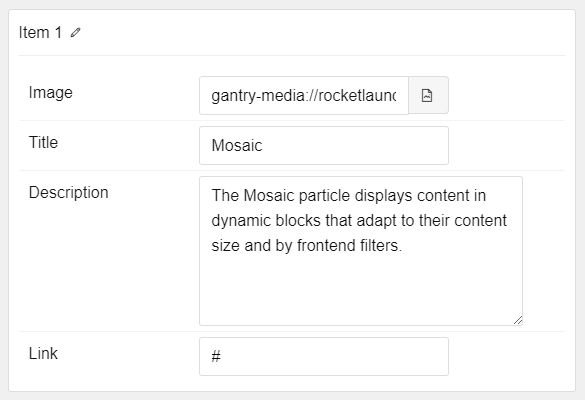 Item 1
Image
gantry-media://rocketlaunc
Title
Mosaic
Description
The Mosaic particle displays content in
dynamic blocks that adapt to their content
size and by frontend filters.
Link
#